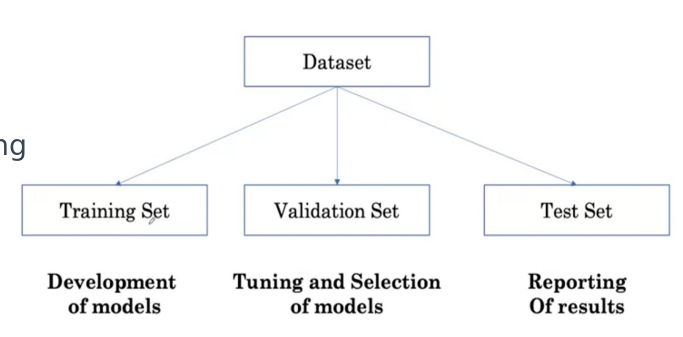 Dataset
ng
Training Set
Validation Set
Test Set
Development
of models
Tuning and Selection
of models
Reporting
Of results